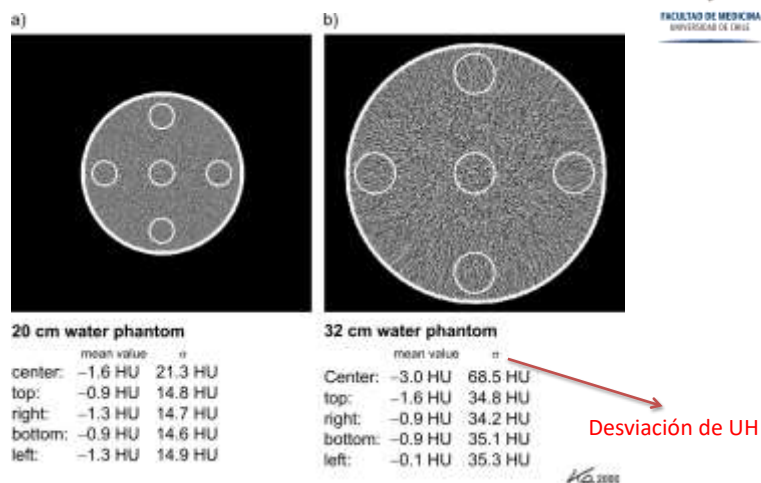 a)
b)
FACULTAD DE MEDICINA
UNIVERSIDAD DE CHILE
20 cm water phantom
mean value σ
center: −1.6 HU 21.3 HU
top: −0.9 HU 14.8 HU
right: −1.3 HU 14.7 HU
bottom: −0.9 HU 14.6 HU
left: −1.3 HU 14.9 HU
32 cm water phantom
mean value σ
Center: −3.0 HU 68.5 HU
top: −1.6 HU 34.8 HU
right: −0.9 HU 34.2 HU
bottom: −0.9 HU 35.1 HU
left: −0.1 HU 35.3 HU
Desviación de UH
2000